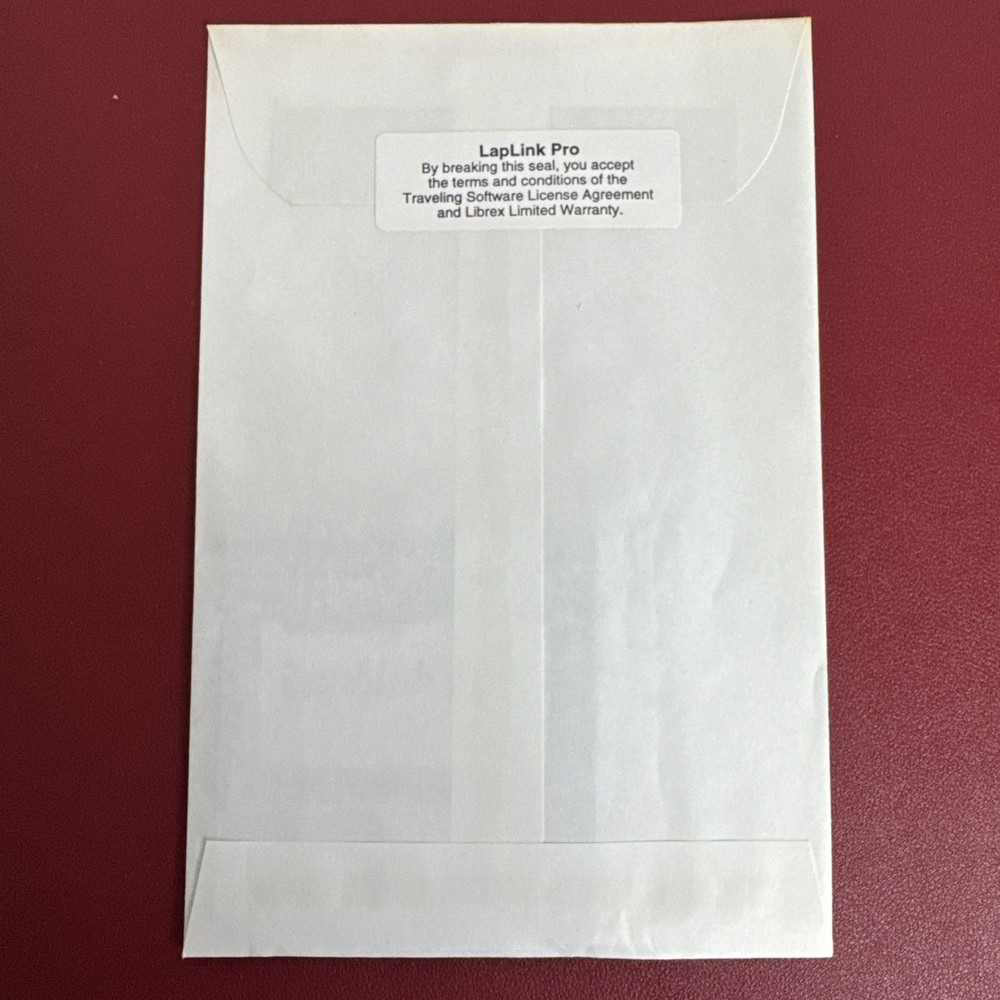 LapLink Pro
By breaking this seal, you accept
the terms and conditions of the
Traveling Software License Agreement
and Librex Limited Warranty.